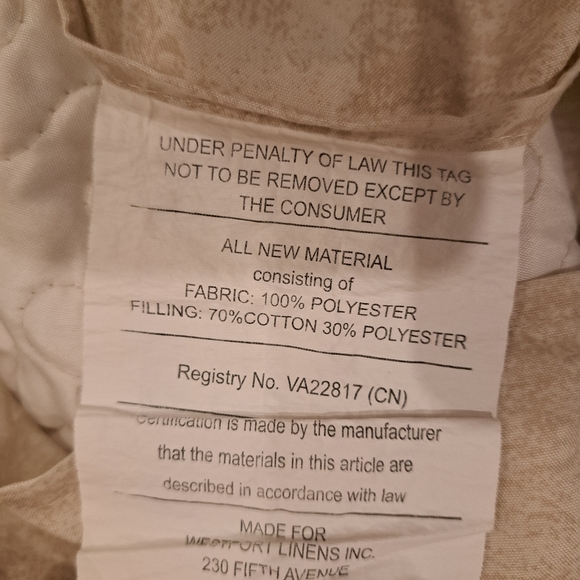 UNDER PENALTY OF LAW THIS TAG
NOT TO BE REMOVED EXCEPT BY
THE CONSUMER
ALL NEW MATERIAL
consisting of
FABRIC: 100% POLYESTER
FILLING: 70%COTTON 30% POLYESTER
Registry No. VA22817 (CN)
Certification is made by the manufacturer
that the materials in this article are
described in accordance with law
MADE FOR
WESTPORT LINENS INC.
230 FIFTH AVENUE